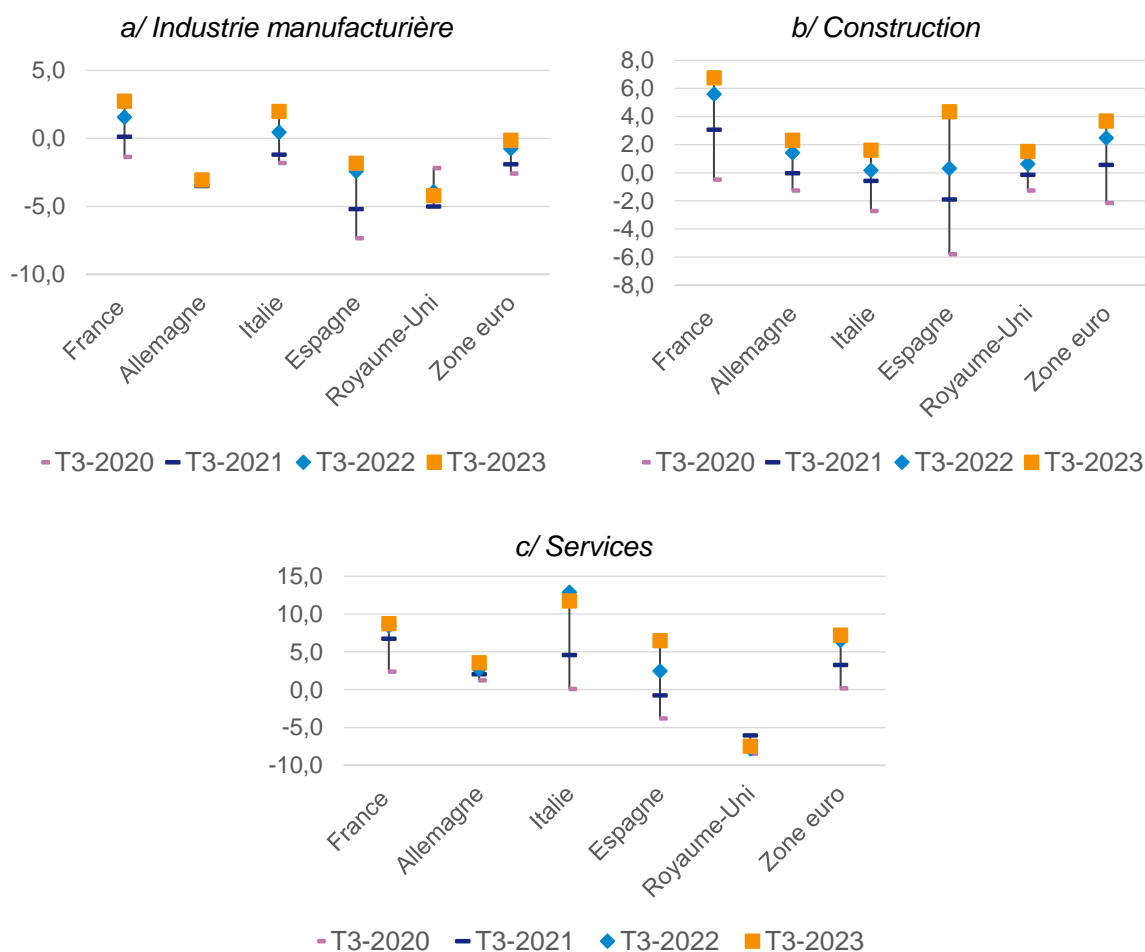 a/ Industrie manufacturière
5,0
0,0
-5,0
-10,0
France
Allemagne
Italie
Espagne
Royaume-Uni
Zone euro
T3-2020 T3-2021 T3-2022 T3-2023
b/ Construction
8,0
6,0
4,0
2,0
0,0
-2,0
-4,0
-6,0
-8,0
France
Allemagne
Italie
Espagne
Royaume-Uni
Zone euro
T3-2020 T3-2021 T3-2022 T3-2023
c/ Services
15,0
10,0
5,0
0,0
-5,0
-10,0
France
Allemagne
Italie
Espagne
Royaume-Uni
Zone euro
T3-2020 T3-2021 T3-2022 T3-2023